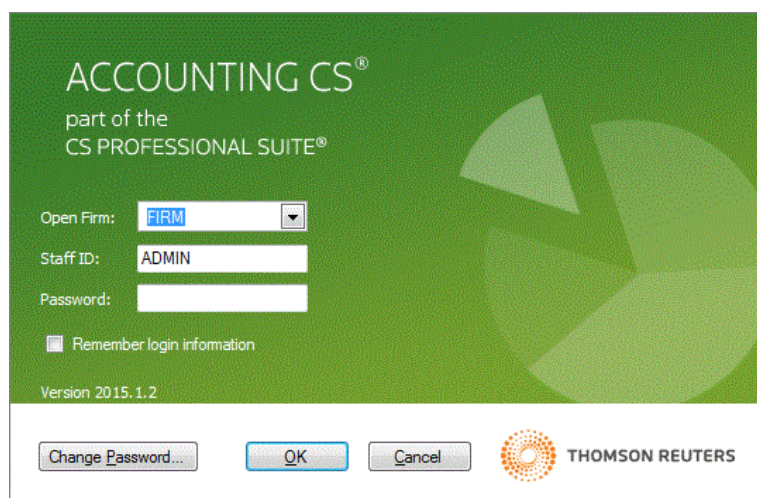 ACCOUNTING CS®
part of the
CS PROFESSIONAL SUITE®
Open Firm: FIRM
Staff ID: ADMIN
Password:
Remember login information
Version 2015.1.2
Change Password... OK Cancel THOMSON REUTERS